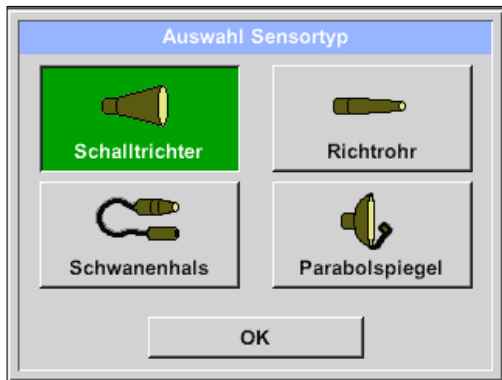 Auswahl Sensortyp
Schalltrichter
Richtrohr
Schwanenhals
Parabolspiegel
OK